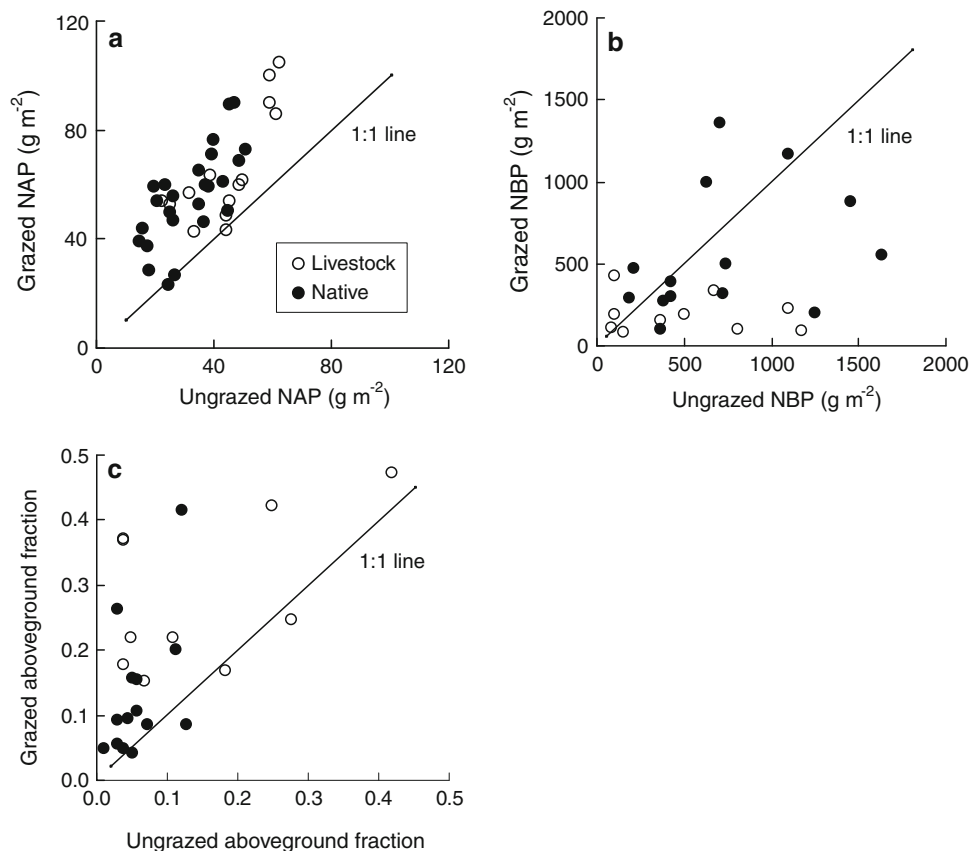 a
120
80
40
0
Grazed NAP (g m⁻²)
1:1 line
Livestock
Native
0 40 80 120
Ungrazed NAP (g m⁻²)
b
2000
1500
1000
500
0
Grazed NBP (g m⁻²)
1:1 line
0 500 1000 1500 2000
Ungrazed NBP (g m⁻²)
c
0.5
0.4
0.3
0.2
0.1
0.0
Grazed aboveground fraction
1:1 line
0.0 0.1 0.2 0.3 0.4 0.5
Ungrazed aboveground fraction